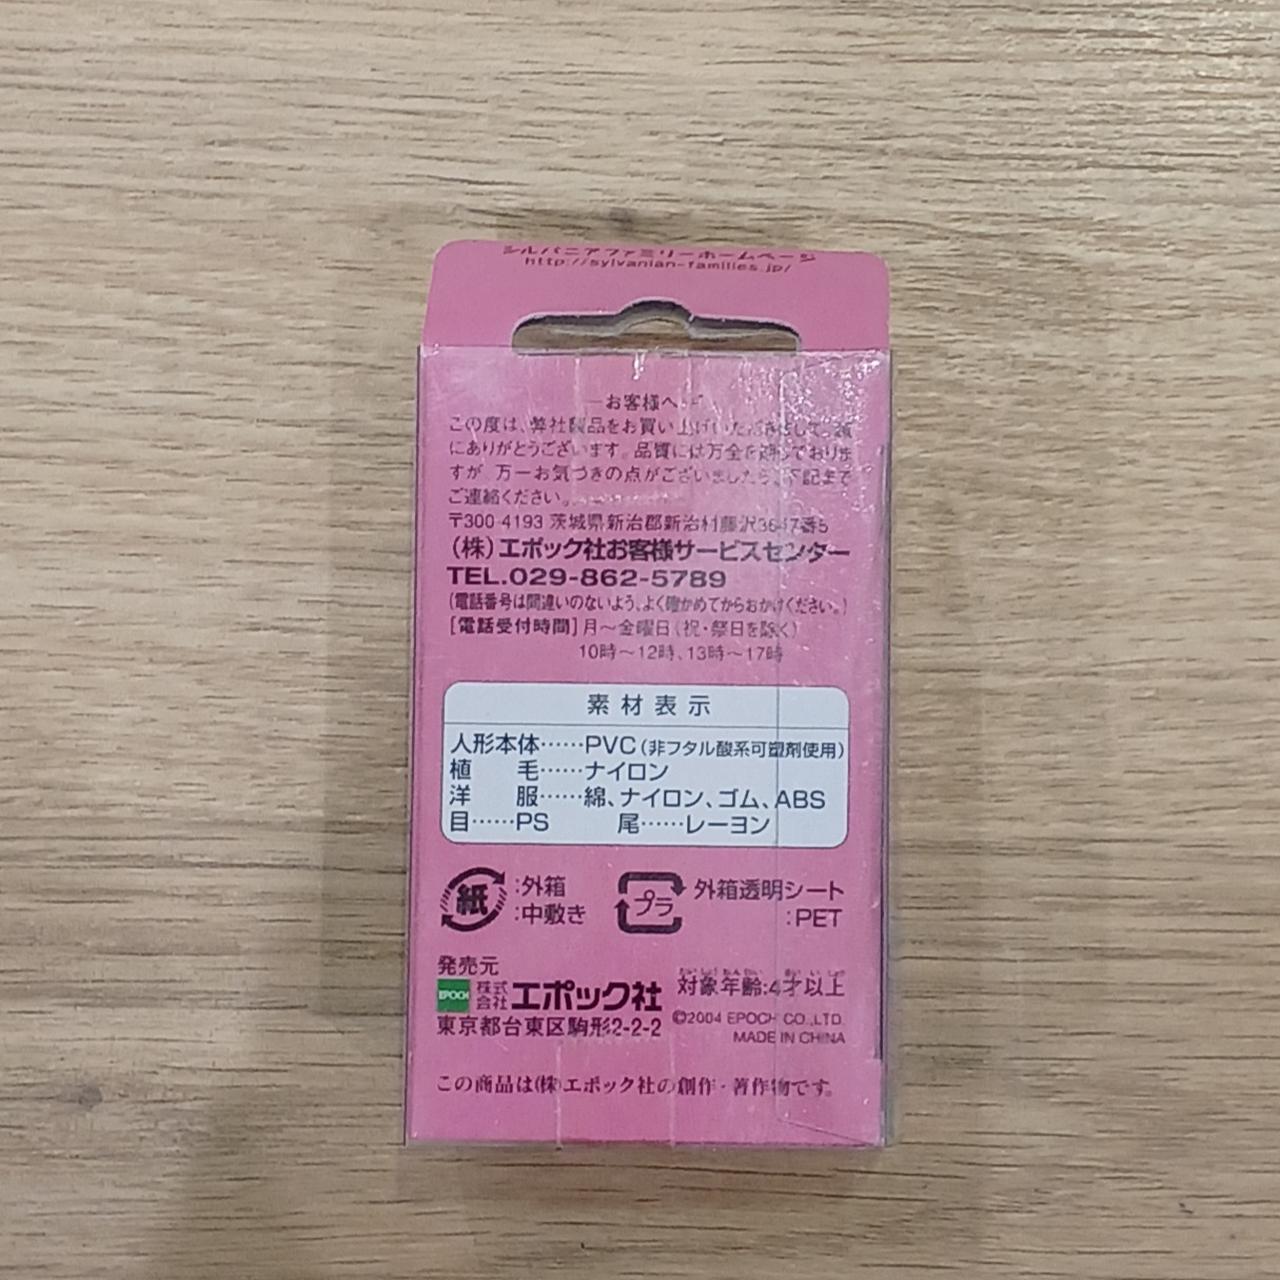 シルバニアファミリーホームページ
http://sylvanian-families.jp/
お客様へ
この度は、弊社製品をお買い上げいただきまして、誠
にありがとうございます。品質には万全を期しておりま
すが、万一お気づきの点がございましたら、下記まで
ご連絡ください。
〒300-4193 茨城県新治郡新治村藤沢3647番5
(株)エポック社お客様サービスセンター
TEL.029-862-5789
(電話番号は間違いのないよう、よく確かめてからおかけください。)
[電話受付時間]月〜金曜日(祝・祭日を除く)
10時〜12時、13時〜17時
素材表示
人形本体……PVC(非フタル酸系可塑剤使用)
植毛……ナイロン
洋服……綿、ナイロン、ゴム、ABS
目……PS 尾……レーヨン
紙 :外箱 プラ 外箱透明シート
:中敷き :PET
発売元
EPOCH 株式会社 エポック社 対象年齢:4才以上
東京都台東区駒形2-2-2 ©2004 EPOCH CO.,LTD.
MADE IN CHINA
この商品は(株)エポック社の創作・著作物です。